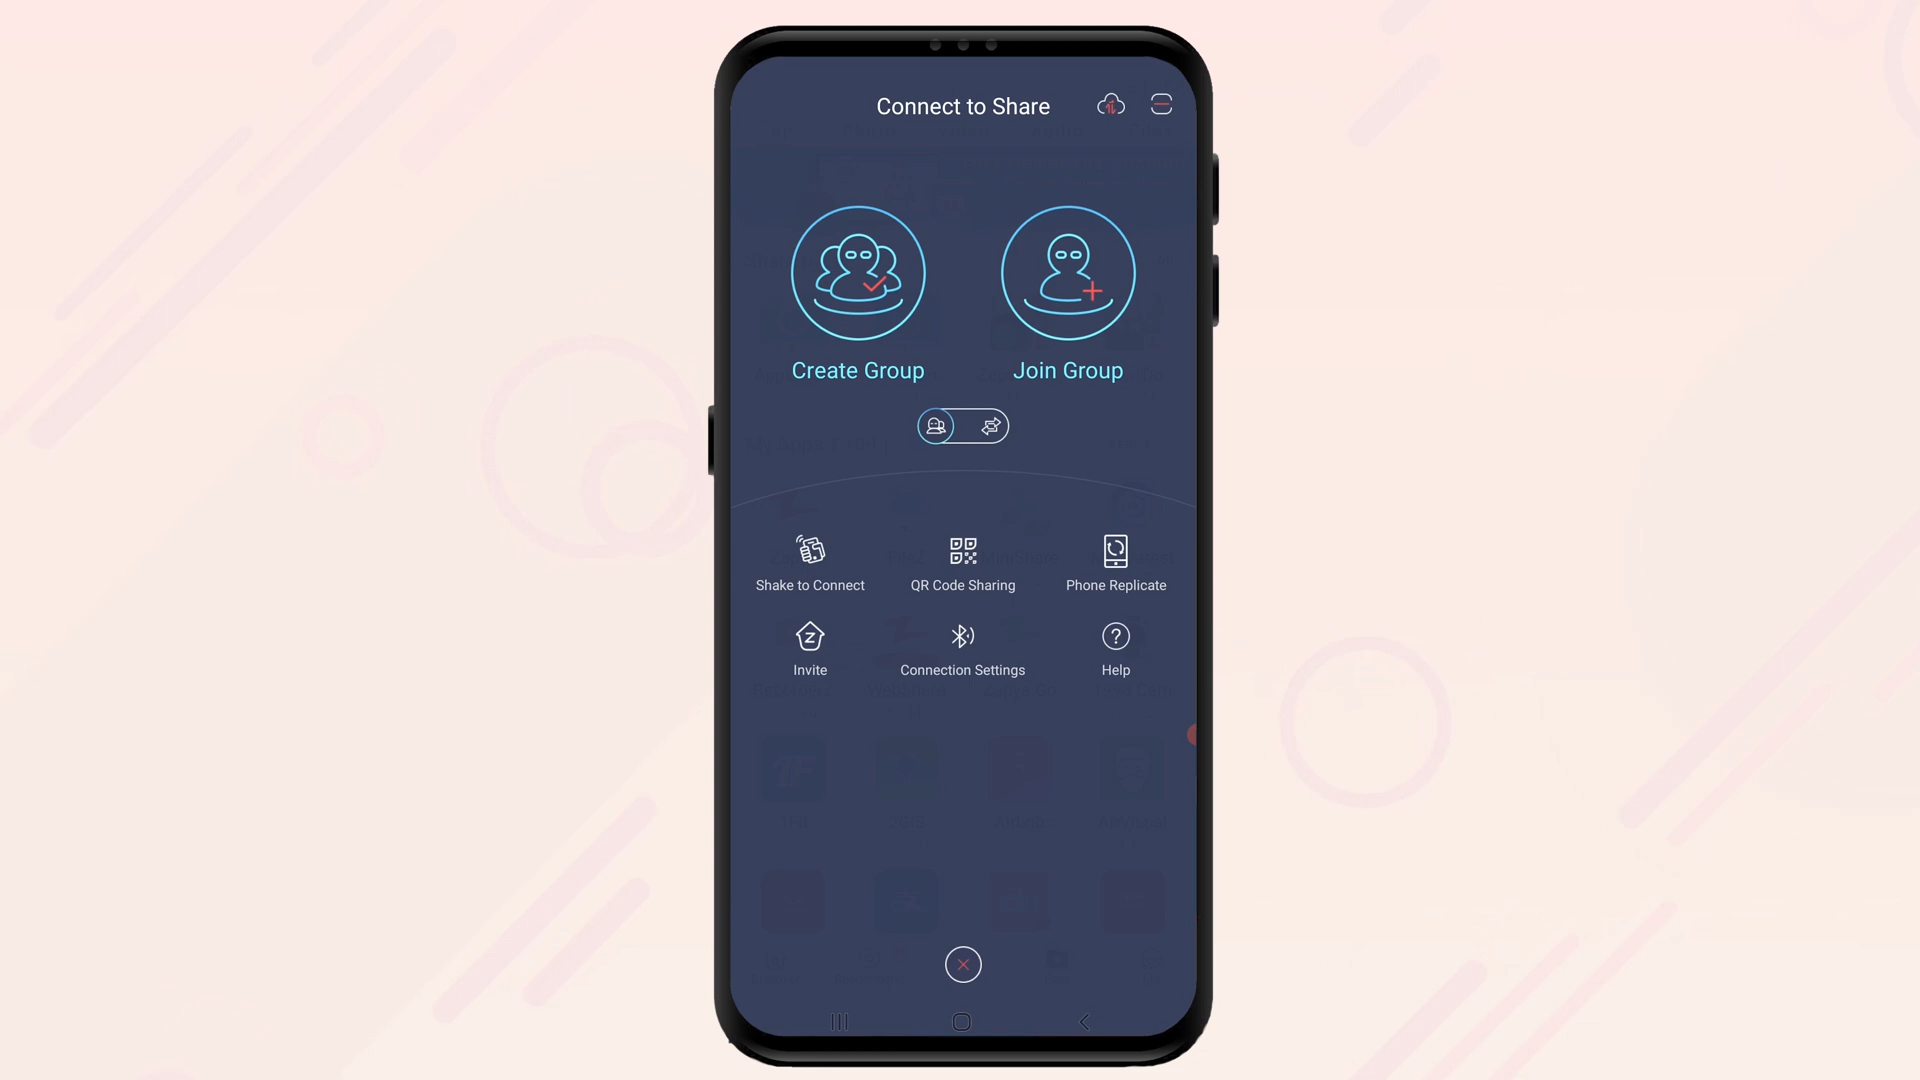 Connect to Share
Create Group
Join Group
Shake to Connect
QR Code Sharing
Phone Replicate
Invite
Connection Settings
Help